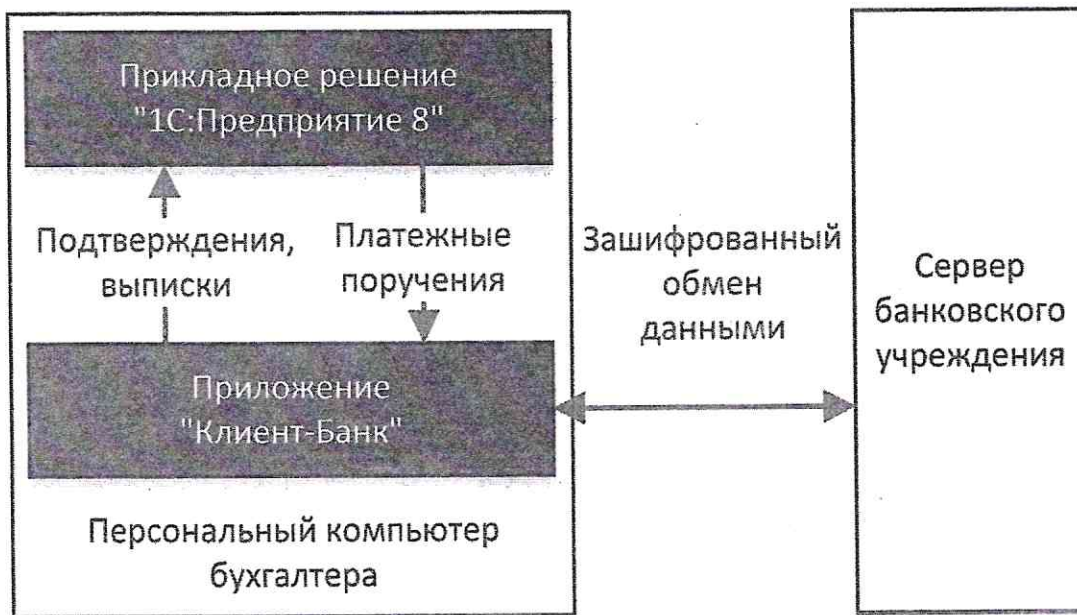 Прикладное решение
"1С:Предприятие 8"
Подтверждения,
выписки
Платежные
поручения
Зашифрованный
обмен
данными
Сервер
банковского
учреждения
Приложение
"Клиент-Банк"
Персональный компьютер
бухгалтера